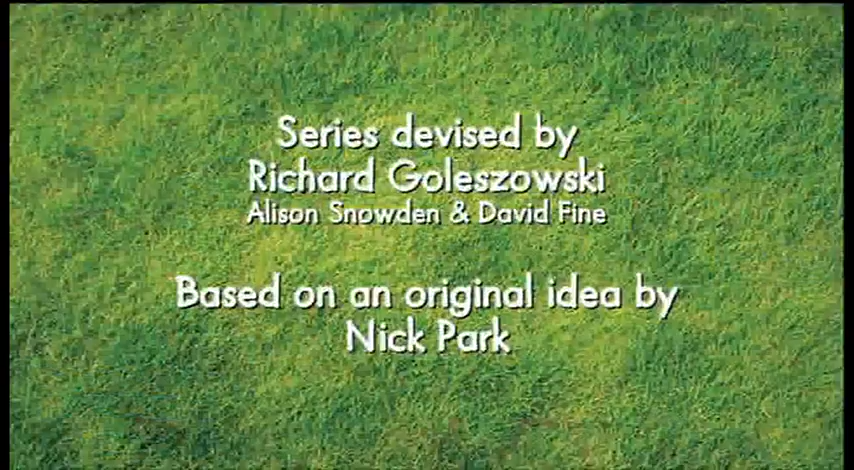 Series devised by
Richard Goleszowski
Alison Snowden & David Fine
Based on an original idea by
Nick Park